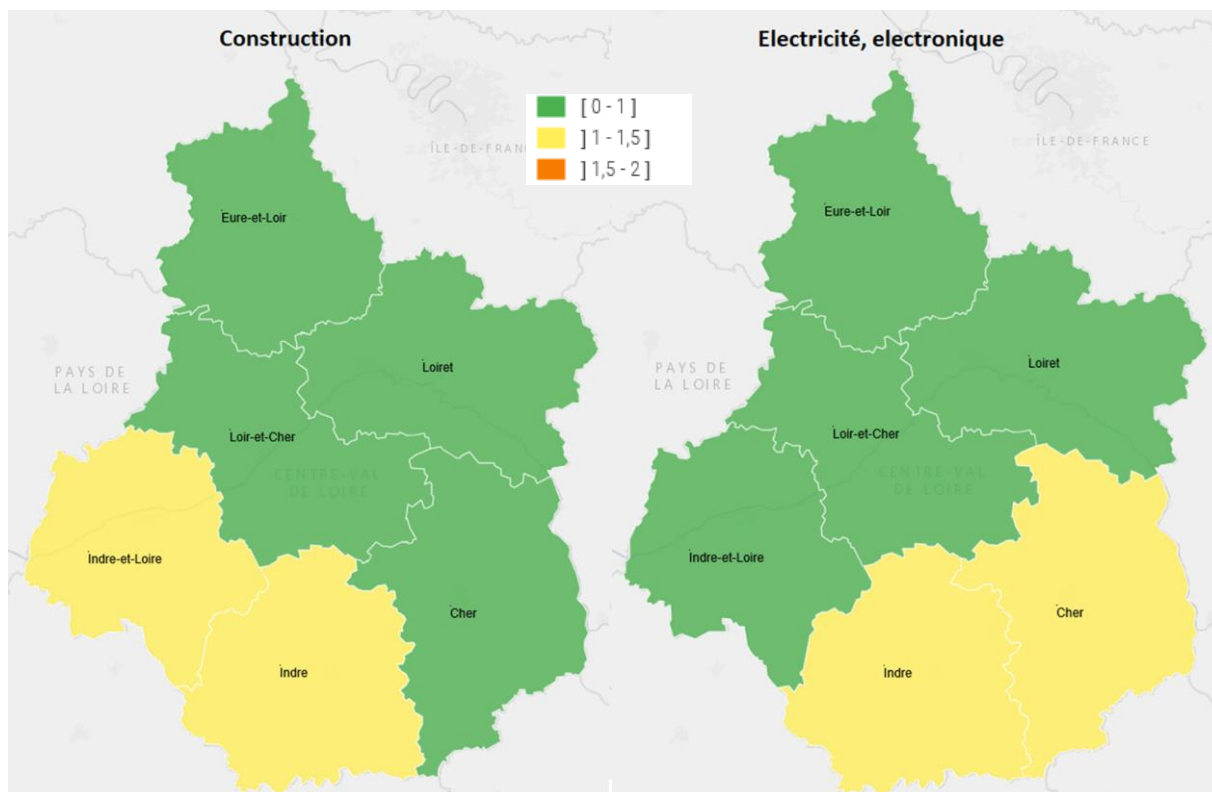 Construction
Electricité, electronique
[ 0 - 1 ]
] 1 - 1,5 ]
] 1,5 - 2 ]
ÎLE-DE-FRANC
ÎLE-DE-FRANCE
Eure-et-Loir
Eure-et-Loir
PAYS DE
LA LOIRE
Loiret
PAYS DE
LA LOIRE
Loiret
Loir-et-Cher
Loir-et-Cher
CENTRE-VAL
DE LOIRE
CENTRE-VAL
DE LOIRE
Indre-et-Loire
Indre-et-Loire
Cher
Cher
Indre
Indre